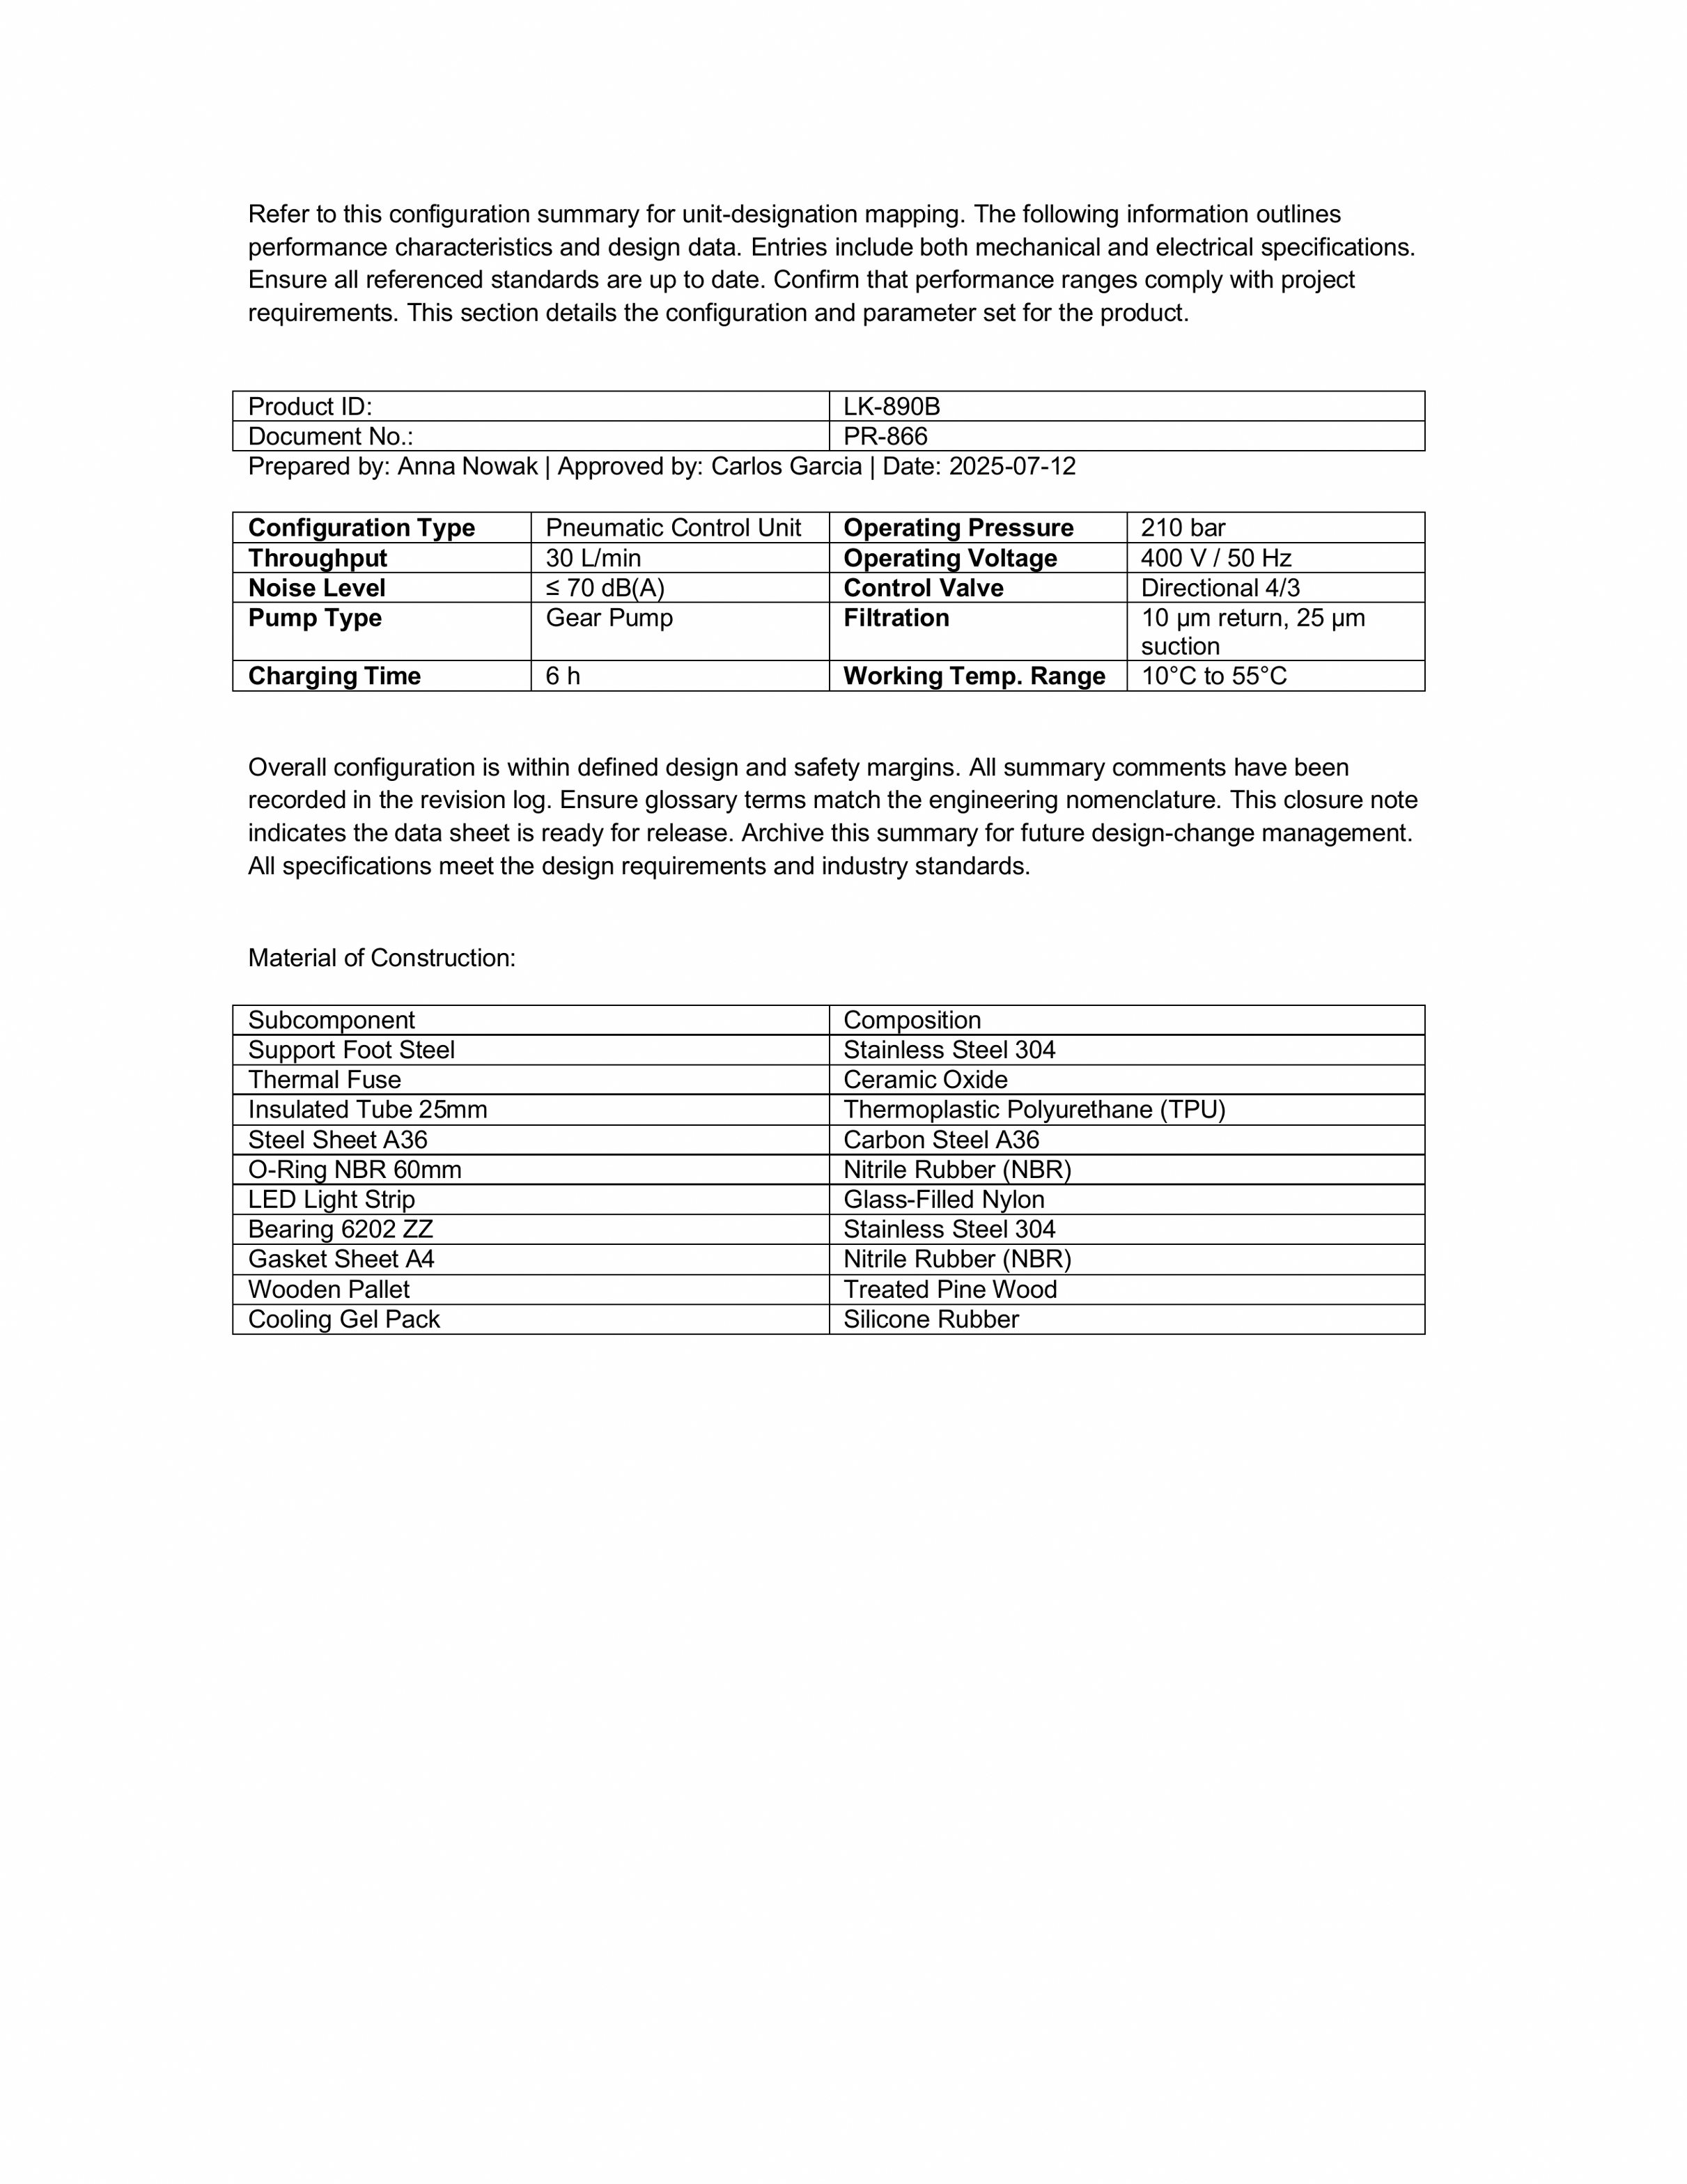 Refer to this configuration summary for unit-designation mapping. The following information outlines
performance characteristics and design data. Entries include both mechanical and electrical specifications.
Ensure all referenced standards are up to date. Confirm that performance ranges comply with project
requirements. This section details the configuration and parameter set for the product.
Product ID: LK-890B
Document No.: PR-866
Prepared by: Anna Nowak | Approved by: Carlos Garcia | Date: 2025-07-12
Configuration Type Pneumatic Control Unit Operating Pressure 210 bar
Throughput 30 L/min Operating Voltage 400 V / 50 Hz
Noise Level ≤ 70 dB(A) Control Valve Directional 4/3
Pump Type Gear Pump Filtration 10 µm return, 25 µm
suction
Charging Time 6 h Working Temp. Range 10°C to 55°C
Overall configuration is within defined design and safety margins. All summary comments have been
recorded in the revision log. Ensure glossary terms match the engineering nomenclature. This closure note
indicates the data sheet is ready for release. Archive this summary for future design-change management.
All specifications meet the design requirements and industry standards.
Material of Construction:
Subcomponent Composition
Support Foot Steel Stainless Steel 304
Thermal Fuse Ceramic Oxide
Insulated Tube 25mm Thermoplastic Polyurethane (TPU)
Steel Sheet A36 Carbon Steel A36
O-Ring NBR 60mm Nitrile Rubber (NBR)
LED Light Strip Glass-Filled Nylon
Bearing 6202 ZZ Stainless Steel 304
Gasket Sheet A4 Nitrile Rubber (NBR)
Wooden Pallet Treated Pine Wood
Cooling Gel Pack Silicone Rubber